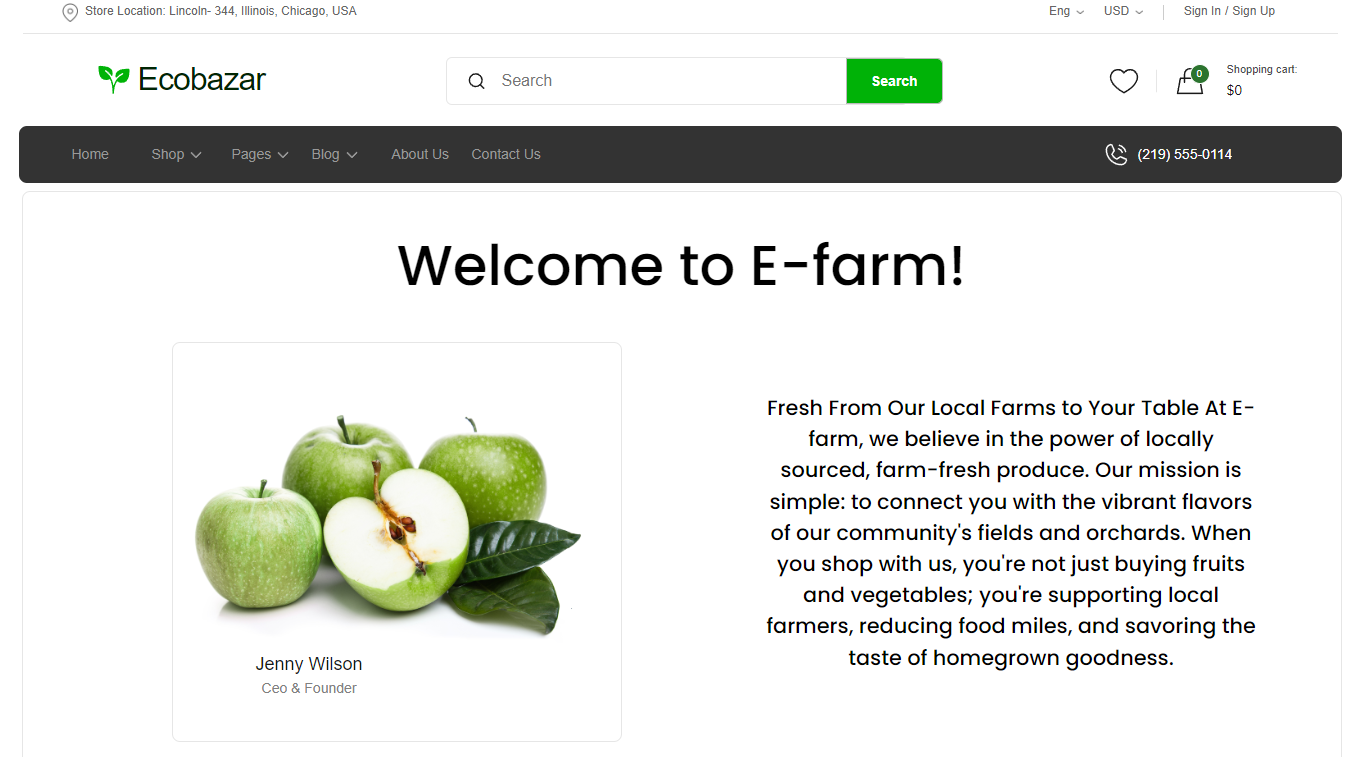 Store Location: Lincoln- 344, Illinois, Chicago, USA
Eng
USD
Sign In / Sign Up
Ecobazar
Search
Search
0
Shopping cart:
$0
Home
Shop
Pages
Blog
About Us
Contact Us
(219) 555-0114
Welcome to E-farm!
Fresh From Our Local Farms to Your Table At E-
farm, we believe in the power of locally
sourced, farm-fresh produce. Our mission is
simple: to connect you with the vibrant flavors
of our community's fields and orchards. When
you shop with us, you're not just buying fruits
and vegetables; you're supporting local
farmers, reducing food miles, and savoring the
taste of homegrown goodness.
Jenny Wilson
Ceo & Founder